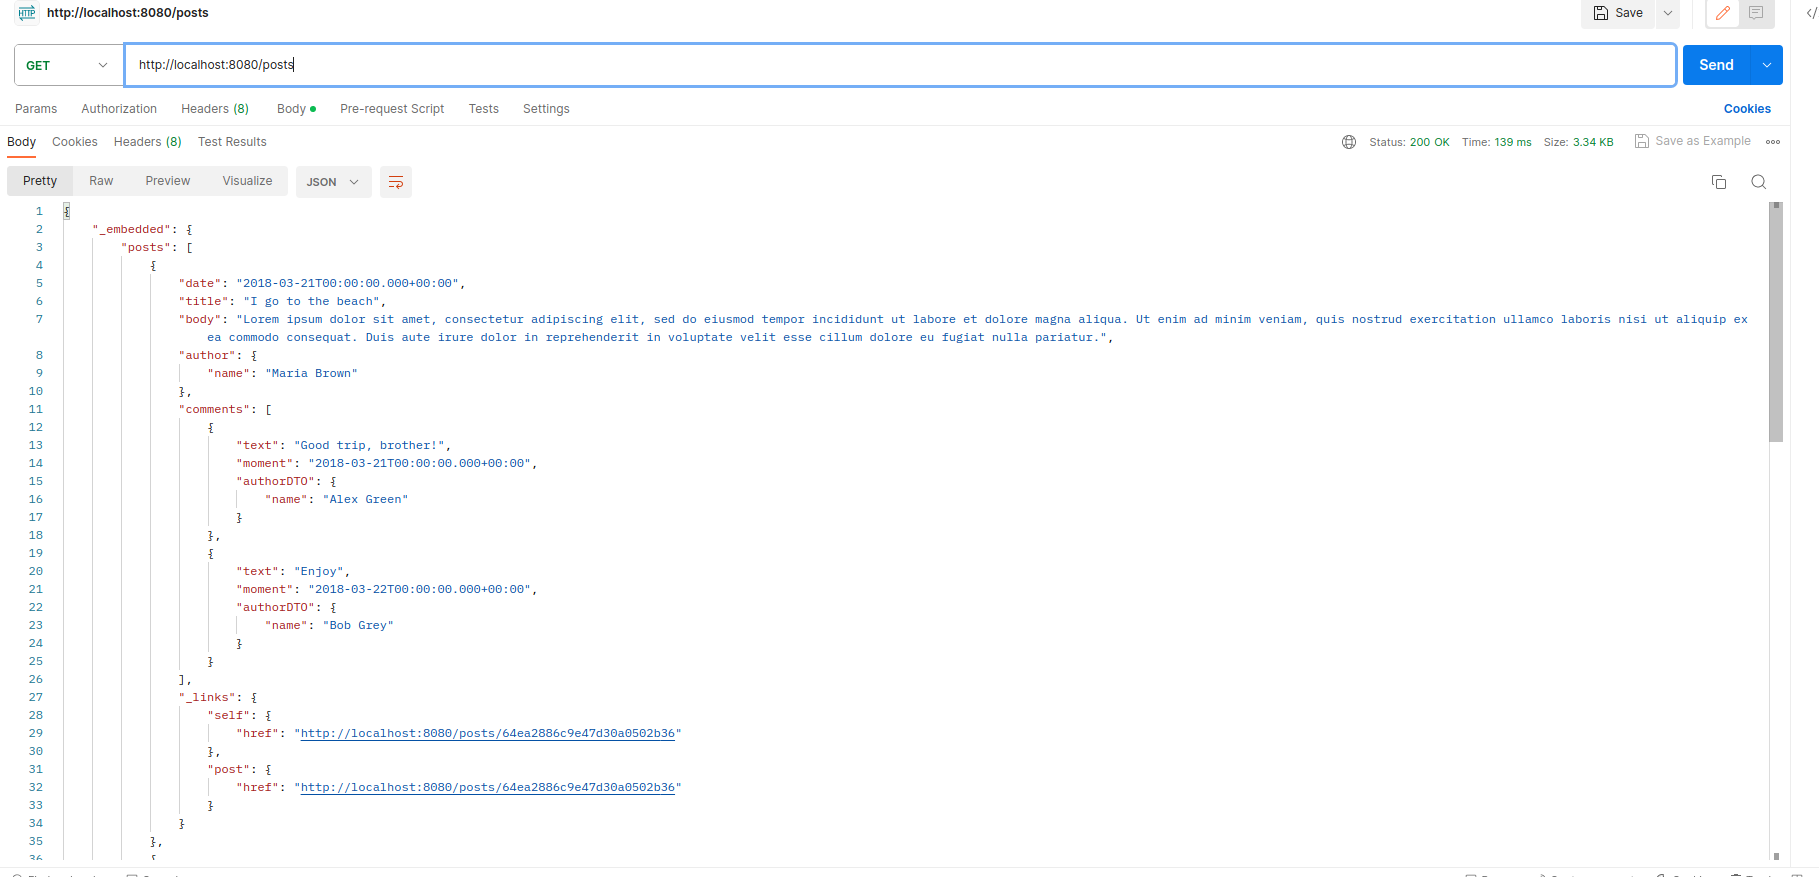 HTTP http://localhost:8080/posts Save </
GET http://localhost:8080/posts Send
Params Authorization Headers (8) Body Pre-request Script Tests Settings Cookies
Body Cookies Headers (8) Test Results Status: 200 OK Time: 139 ms Size: 3.34 KB Save as Example
Pretty Raw Preview Visualize JSON
1 {
2 "_embedded": {
3 "posts": [
4 {
5 "date": "2018-03-21T00:00:00.000+00:00",
6 "title": "I go to the beach",
7 "body": "Lorem ipsum dolor sit amet, consectetur adipiscing elit, sed do eiusmod tempor incididunt ut labore et dolore magna aliqua. Ut enim ad minim veniam, quis nostrud exercitation ullamco laboris nisi ut aliquip ex
ea commodo consequat. Duis aute irure dolor in reprehenderit in voluptate velit esse cillum dolore eu fugiat nulla pariatur.",
8 "author": {
9 "name": "Maria Brown"
10 },
11 "comments": [
12 {
13 "text": "Good trip, brother!",
14 "moment": "2018-03-21T00:00:00.000+00:00",
15 "authorDTO": {
16 "name": "Alex Green"
17 }
18 },
19 {
20 "text": "Enjoy",
21 "moment": "2018-03-22T00:00:00.000+00:00",
22 "authorDTO": {
23 "name": "Bob Grey"
24 }
25 }
26 ],
27 "_links": {
28 "self": {
29 "href": "http://localhost:8080/posts/64ea2886c9e47d30a0502b36"
30 },
31 "post": {
32 "href": "http://localhost:8080/posts/64ea2886c9e47d30a0502b36"
33 }
34 }
35 },
36 {